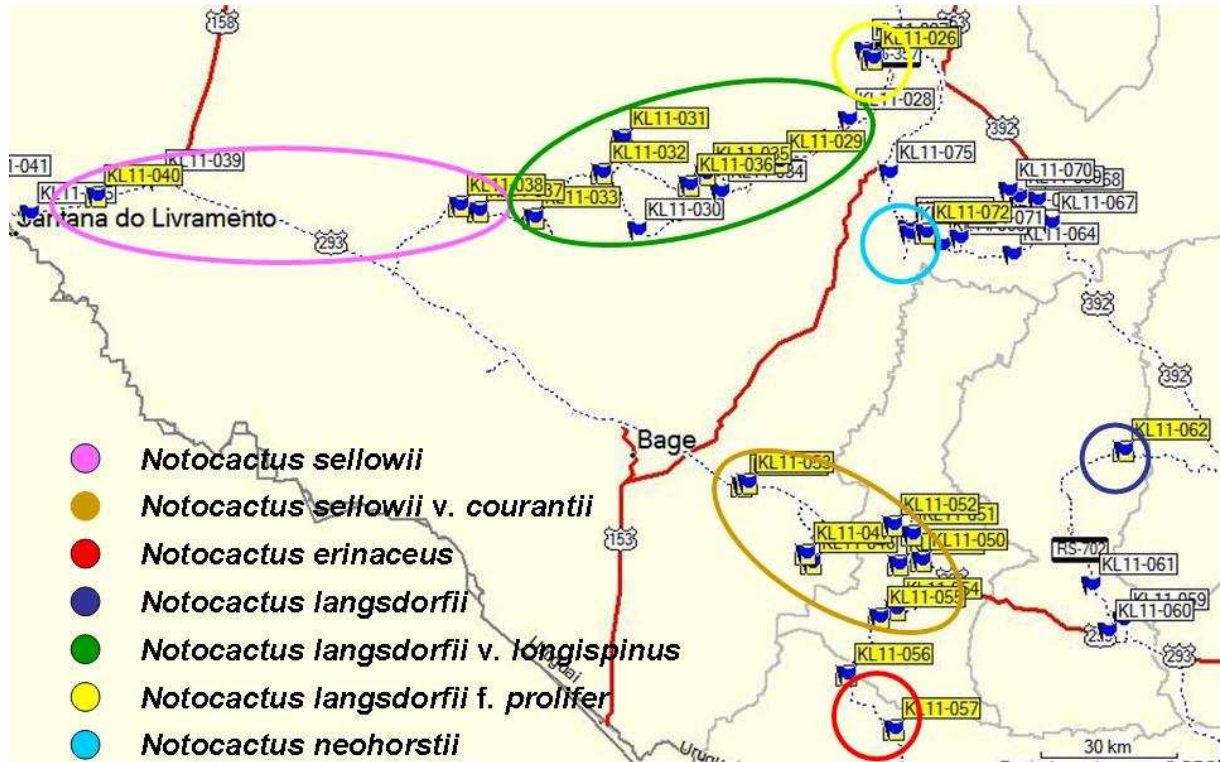 158
KL11-026
KL11-028
392
KL11-031
KL11-029
KL11-032
KL11-036
KL11-075
KL11-070
KL11-039
-041
KL11-040
KL11-038
KL11-033
KL11-030
KL11-072
KL11-067
KL11-064
Santana do Livramento
293
392
392
KL11-062
Bage
KL11-053
KL11-052
KL11-050
153
RS-702
KL11-061
KL11-055
KL11-060
293
KL11-056
KL11-057
Notocactus sellowii
Notocactus sellowii v. courantii
Notocactus erinaceus
Notocactus langsdorfii
Notocactus langsdorfii v. longispinus
Notocactus langsdorfii f. prolifer
Notocactus neohorstii
30 km